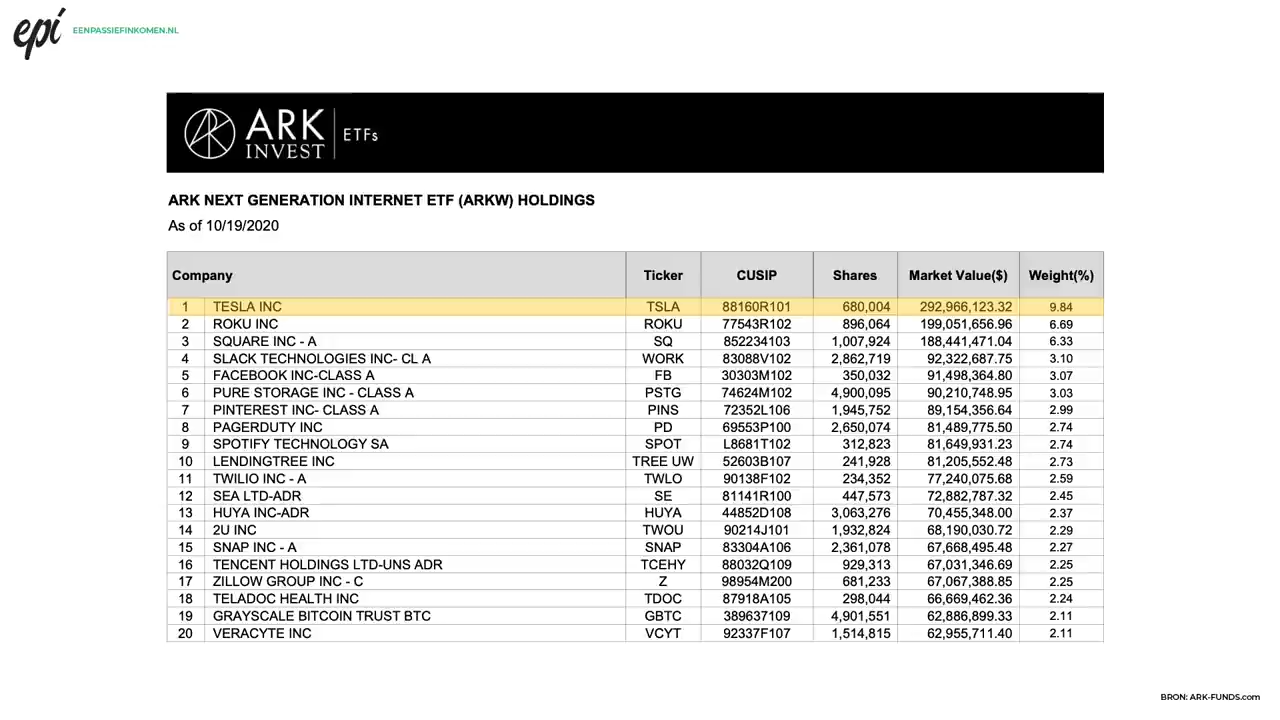 epi EENPASSIEFINKOMEN.NL
ARK INVEST ETFs
ARK NEXT GENERATION INTERNET ETF (ARKW) HOLDINGS
As of 10/19/2020
Company Ticker CUSIP Shares Market Value($) Weight(%)
1 TESLA INC TSLA 88160R101 680,004 292,966,123.32 9.84
2 ROKU INC ROKU 77543R102 896,064 199,051,656.96 6.69
3 SQUARE INC - A SQ 852234103 1,007,924 188,441,471.04 6.33
4 SLACK TECHNOLOGIES INC- CL A WORK 83088V102 2,862,719 92,322,687.75 3.10
5 FACEBOOK INC-CLASS A FB 30303M102 350,032 91,498,364.80 3.07
6 PURE STORAGE INC - CLASS A PSTG 74624M102 4,900,095 90,210,748.95 3.03
7 PINTEREST INC- CLASS A PINS 72352L106 1,945,752 89,154,356.64 2.99
8 PAGERDUTY INC PD 69553P100 2,650,074 81,489,775.50 2.74
9 SPOTIFY TECHNOLOGY SA SPOT L8681T102 312,823 81,649,931.23 2.74
10 LENDINGTREE INC TREE UW 52603B107 241,928 81,205,552.48 2.73
11 TWILIO INC - A TWLO 90138F102 234,352 77,240,075.68 2.59
12 SEA LTD-ADR SE 81141R100 447,573 72,882,787.32 2.45
13 HUYA INC-ADR HUYA 44852D108 3,063,276 70,455,348.00 2.37
14 2U INC TWOU 90214J101 1,932,824 68,190,030.72 2.29
15 SNAP INC - A SNAP 83304A106 2,361,078 67,668,495.48 2.27
16 TENCENT HOLDINGS LTD-UNS ADR TCEHY 88032Q109 929,313 67,031,346.69 2.25
17 ZILLOW GROUP INC - C Z 98954M200 681,233 67,067,388.85 2.25
18 TELADOC HEALTH INC TDOC 87918A105 298,044 66,669,462.36 2.24
19 GRAYSCALE BITCOIN TRUST BTC GBTC 389637109 4,901,551 62,886,899.33 2.11
20 VERACYTE INC VCYT 92337F107 1,514,815 62,955,711.40 2.11
BRON: ARK-FUNDS.com